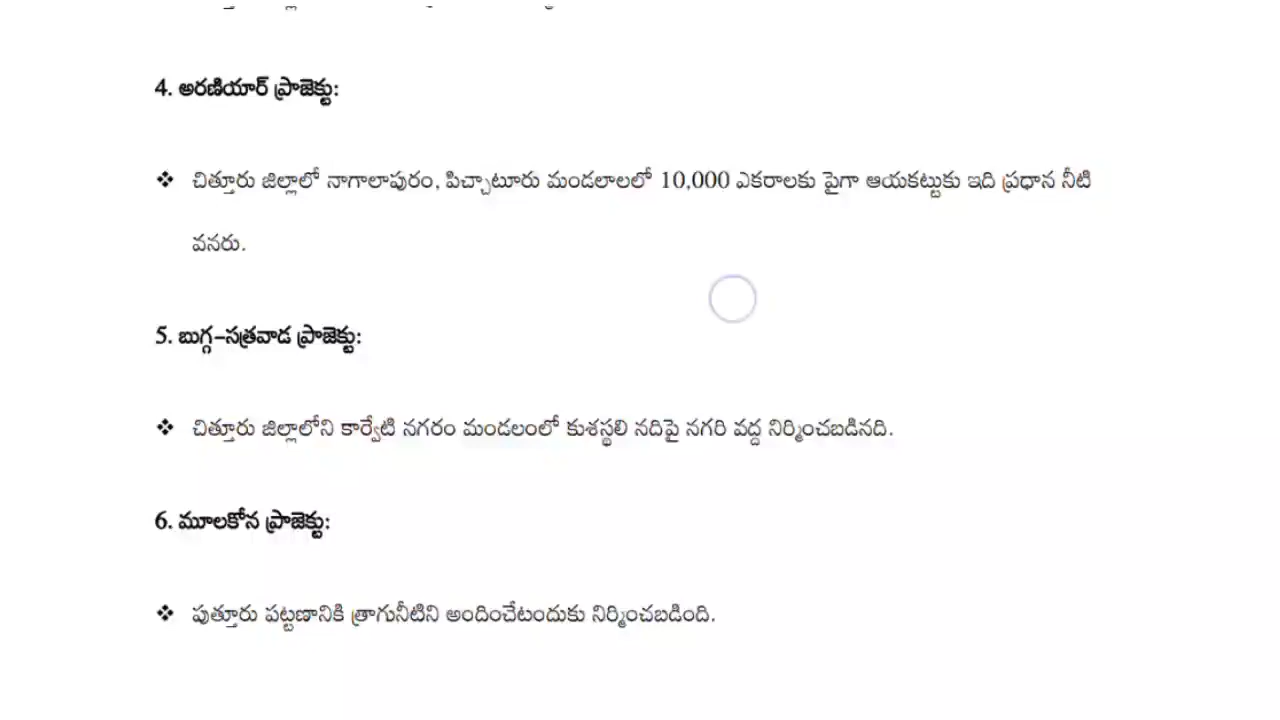 4. అరణియార్ ప్రాజెక్టు:
❖ చిత్తూరు జిల్లాలో నాగాలాపురం, పిచ్చాటూరు మండలాలలో 10,000 ఎకరాలకు పైగా ఆయకట్టుకు ఇది ప్రధాన నీటి
వనరు.
5. బుగ్గ-సత్రవాడ ప్రాజెక్టు:
❖ చిత్తూరు జిల్లాలోని కార్వేటి నగరం మండలంలో కుశస్థలి నదిపై నగరి వద్ద నిర్మించబడినది.
6. మూలకోన ప్రాజెక్టు:
❖ పుత్తూరు పట్టణానికి త్రాగునీటిని అందించేటందుకు నిర్మించబడింది.